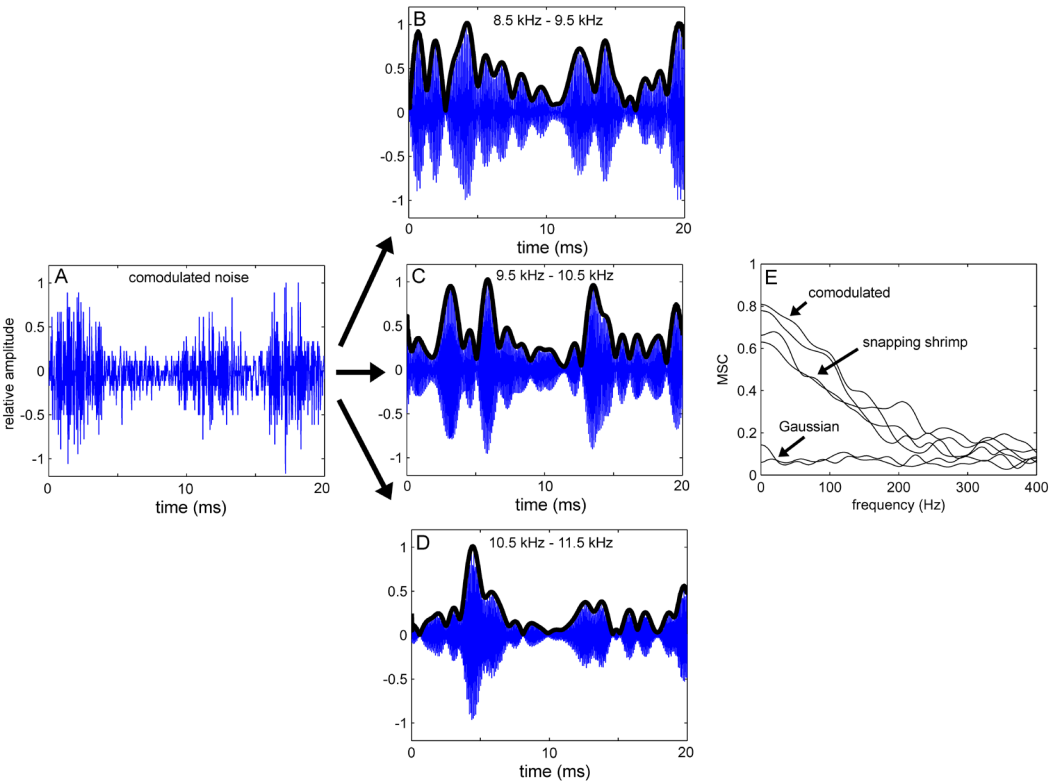 B
8.5 kHz - 9.5 kHz
1
0.5
0
-0.5
-1
0
10
20
time (ms)
A
comodulated noise
relative amplitude
1
0.5
0
-0.5
-1
0
10
20
time (ms)
C
9.5 kHz - 10.5 kHz
1
0.5
0
-0.5
-1
0
10
20
time (ms)
E
comodulated
snapping shrimp
Gaussian
MSC
1
0.8
0.6
0.4
0.2
0
0
100
200
300
400
frequency (Hz)
D
10.5 kHz - 11.5 kHz
1
0.5
0
-0.5
-1
0
10
20
time (ms)